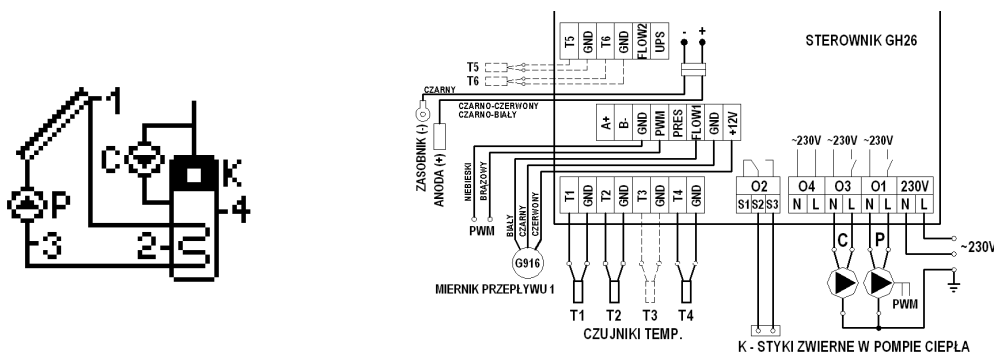 1
C
K
P
4
3
2
STEROWNIK GH26
T5 GND T6 GND FLOW2 UPS
- +
T5
T6
CZARNY
CZARNO-CZERWONY
CZARNO-BIAŁY
ZASOBNIK (-)
ANODA (+)
A+ B- GND PWM PRES FLOW1 GND +12V
NIEBIESKI
BRĄZOWY
PWM
BIAŁY
CZARNY
CZERWONY
G916
MIERNIK PRZEPŁYWU 1
T1 GND T2 GND T3 GND T4 GND
T1 T2 T3 T4
CZUJNIKI TEMP.
O2
S1 S2 S3
~230V ~230V ~230V
O4 O3 O1 230V
N L N L N L N L
C P
~230V
PWM
K - STYKI ZWIERNE W POMPIE CIEPŁA